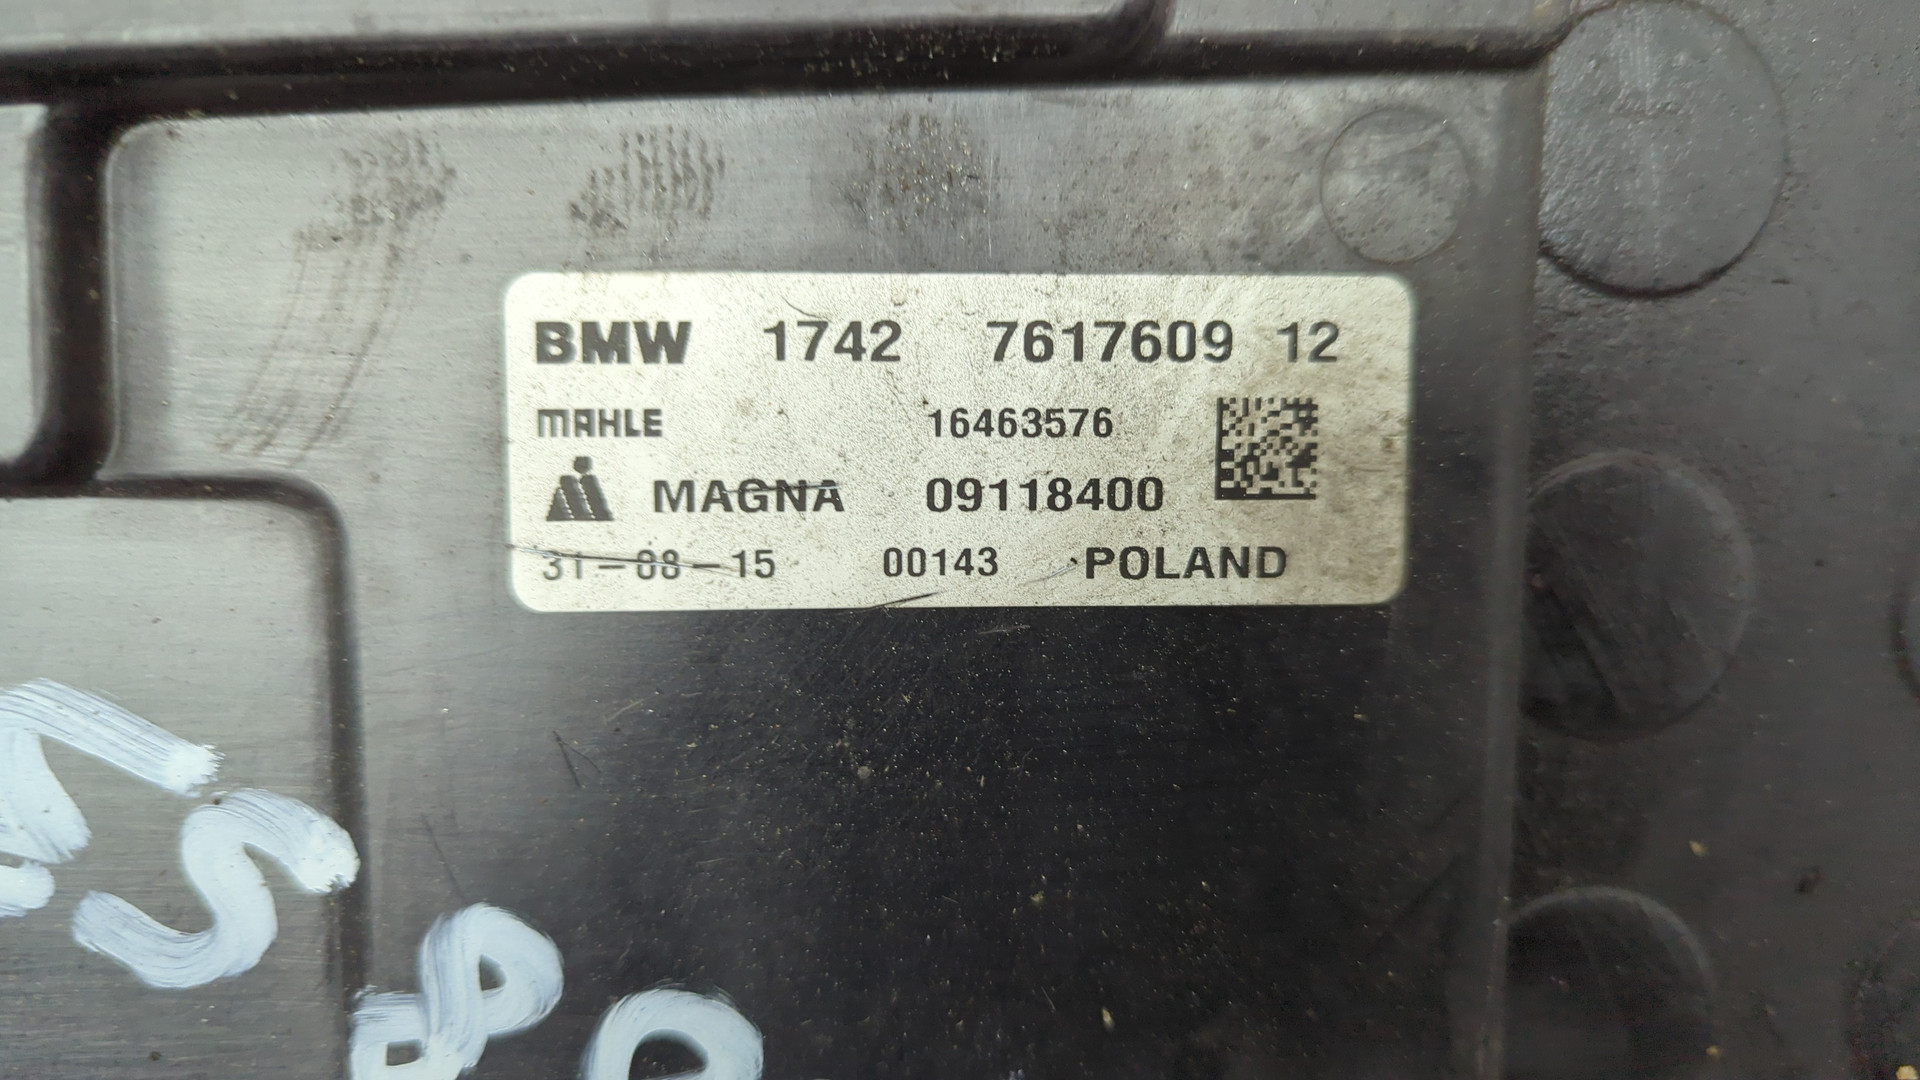 BMW 1742 7617609 12
MAHLE 16463576
MAGNA 09118400
31-08-15 00143 POLAND